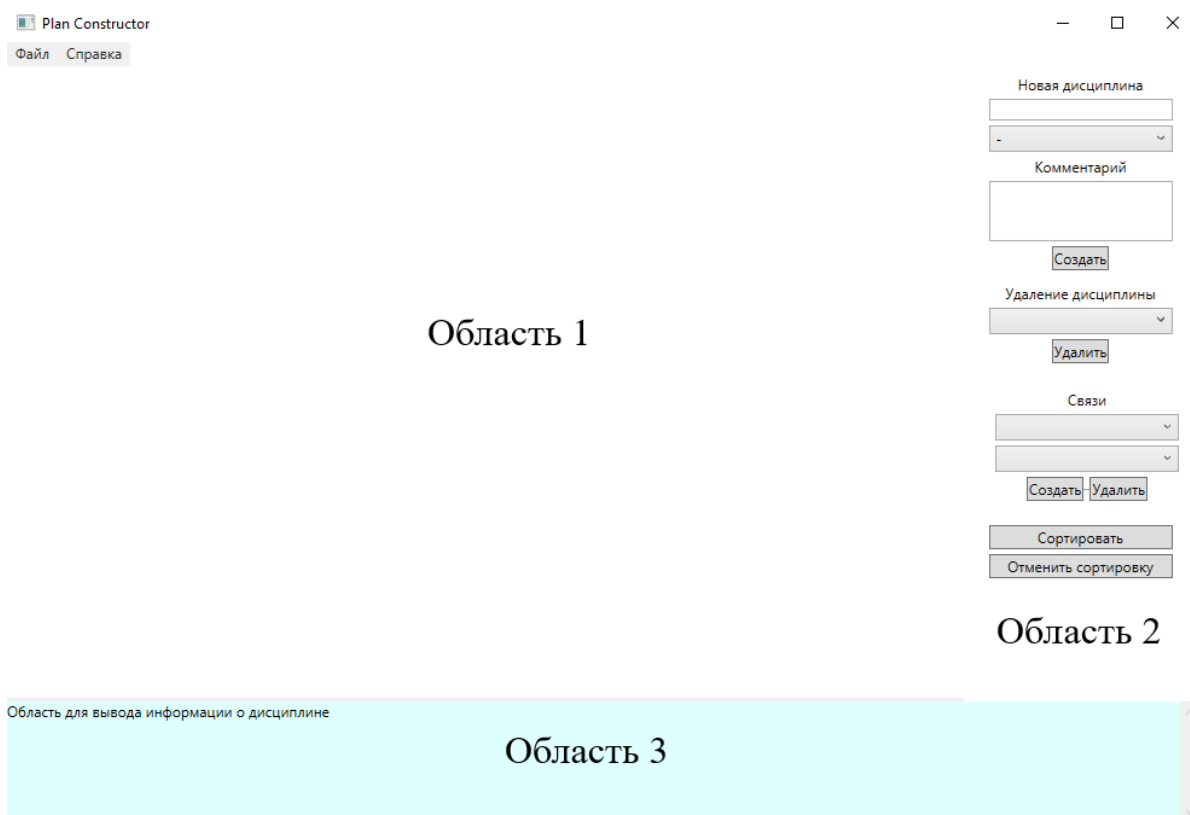 Plan Constructor
Файл Справка
Новая дисциплина
-
Комментарий
Создать
Удаление дисциплины
Удалить
Связи
Создать Удалить
Сортировать
Отменить сортировку
Область 1
Область 2
Область для вывода информации о дисциплине
Область 3